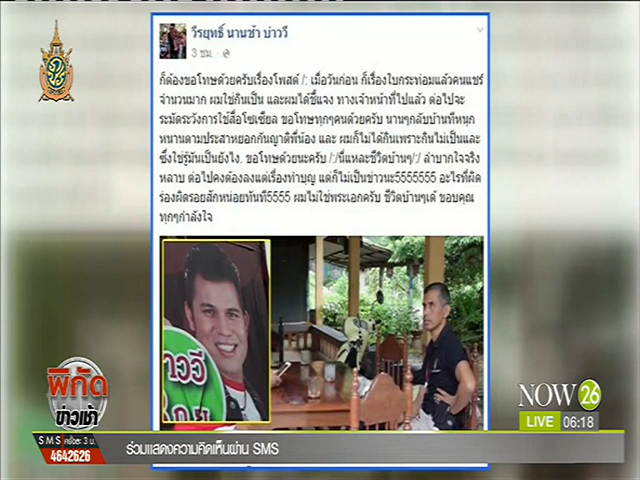 วีรยุทธิ์ นานช้า บ่าววี
3 ชม.
ก็ต้องขอโทษด้วยครับเรื่องโพสต์ /: เมื่อวันก่อน ก็เรื่องใบกระท่อมแล้วคนแชร์
จำนวนมาก ผมใช่กินเป็น และผมได้ชี้แจง ทางเจ้าหน้าที่ไปแล้ว ต่อไปจะ
ระมัดระวังการใช้สื่อโซเชียล ขอโทษทุกๆคนด้วยครับ นานๆกลับบ้านทีหนุก
หนานตามประสาหยอกกันญาติพี่น้อง และ ผมก็ไม่ได้กินเพราะกินไม่เป็นและ
ซึ่งใช่รู้มันเป็นยังไง. ขอโทษด้วยนะครับ /:/นี่แหละชีวิตบ้านๆ/:/ ลำบากใจจริง
หลาบ ต่อไปคงต้องลงแต่เรื่องทำบุญ แต่ก็ไม่เป็นข่าวนะ5555555 อะไรที่ผิด
ร่องผิดรอยสักหน่อยทันที5555 ผมไม่ใช่พระเอกครับ ชีวิตบ้านๆเด้ ขอบคุณ
ทุกๆกำลังใจ
าววี
พิกัด
ข่าวเช้า
NOW 26
LIVE 06:18
SMS ครั้งละ 3 บ.
4642626
ร่วมแสดงความคิดเห็นผ่าน SMS